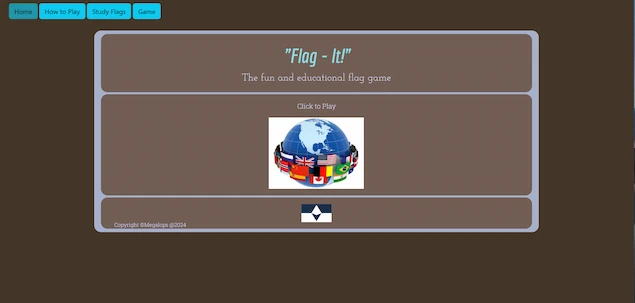 Home
How to Play
Study Flags
Game
"Flag - It!"
The fun and educational flag game
Click to Play
Copyright ©Megalops @2024